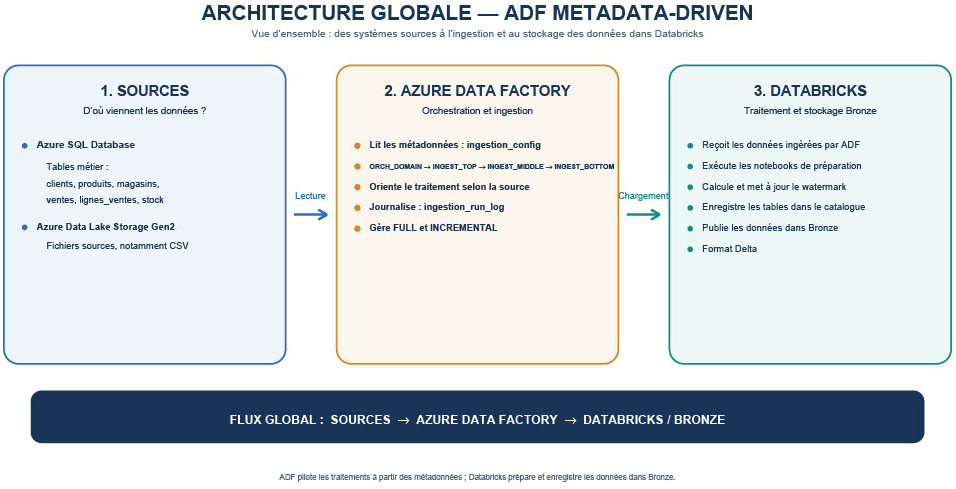 ARCHITECTURE GLOBALE — ADF METADATA-DRIVEN
Vue d'ensemble : des systèmes sources à l'ingestion et au stockage des données dans Databricks
1. SOURCES
D'où viennent les données ?
Azure SQL Database
Tables métier :
clients, produits, magasins,
ventes, lignes_ventes, stock
Azure Data Lake Storage Gen2
Fichiers sources, notamment CSV
Lecture
2. AZURE DATA FACTORY
Orchestration et ingestion
Lit les métadonnées : ingestion_config
ORCH_DOMAIN → INGEST_TOP → INGEST_MIDDLE → INGEST_BOTTOM
Oriente le traitement selon la source
Journalise : ingestion_run_log
Gère FULL et INCREMENTAL
Chargement
3. DATABRICKS
Traitement et stockage Bronze
Reçoit les données ingérées par ADF
Exécute les notebooks de préparation
Calcule et met à jour le watermark
Enregistre les tables dans le catalogue
Publie les données dans Bronze
Format Delta
FLUX GLOBAL : SOURCES → AZURE DATA FACTORY → DATABRICKS / BRONZE
ADF pilote les traitements à partir des métadonnées ; Databricks prépare et enregistre les données dans Bronze.